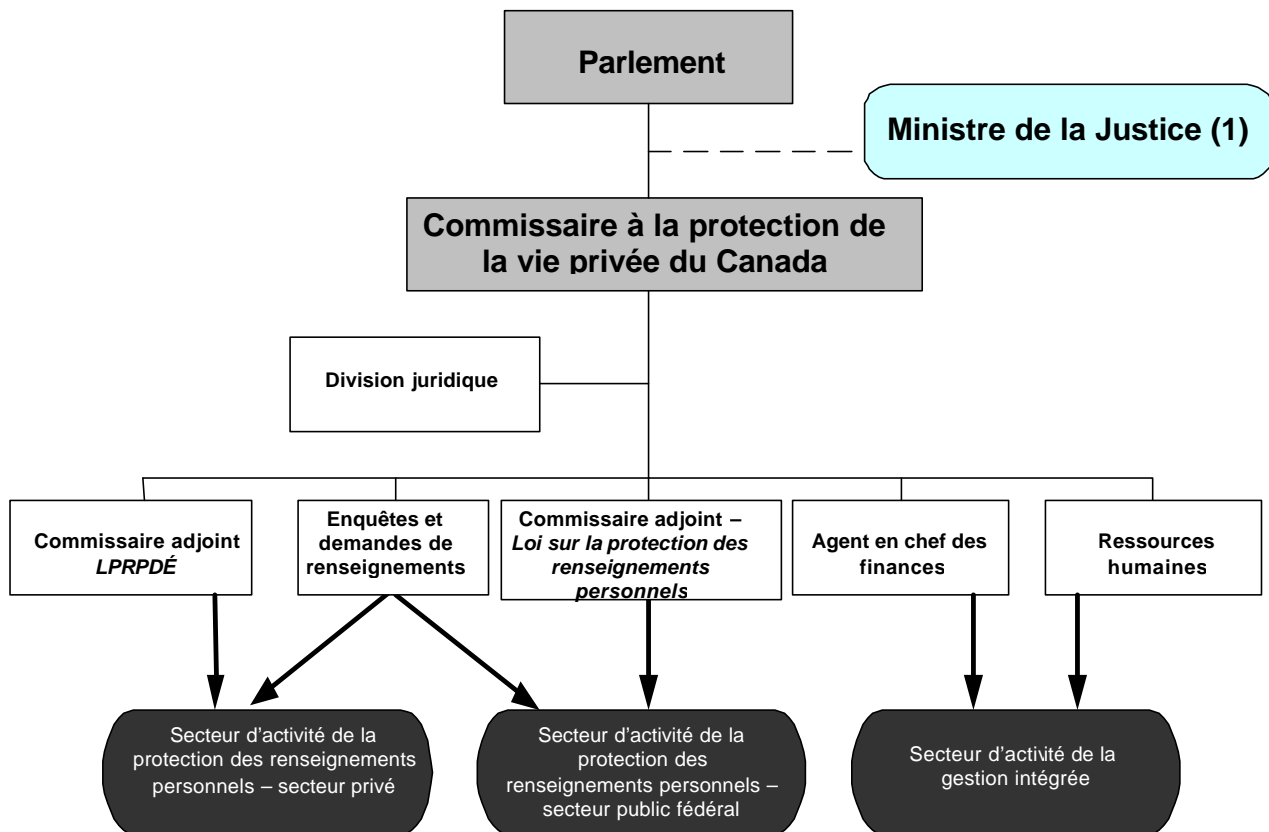 Parlement
Ministre de la Justice (1)
Commissaire à la protection de
la vie privée du Canada
Division juridique
Commissaire adjoint
LPRPDÉ
Enquêtes et
demandes de
renseignements
Commissaire adjoint –
Loi sur la protection des
renseignements
personnels
Agent en chef des
finances
Ressources
humaines
Secteur d’activité de la
protection des renseignements
personnels – secteur privé
Secteur d’activité de la
protection des
renseignements personnels –
secteur public fédéral
Secteur d’activité de la
gestion intégrée